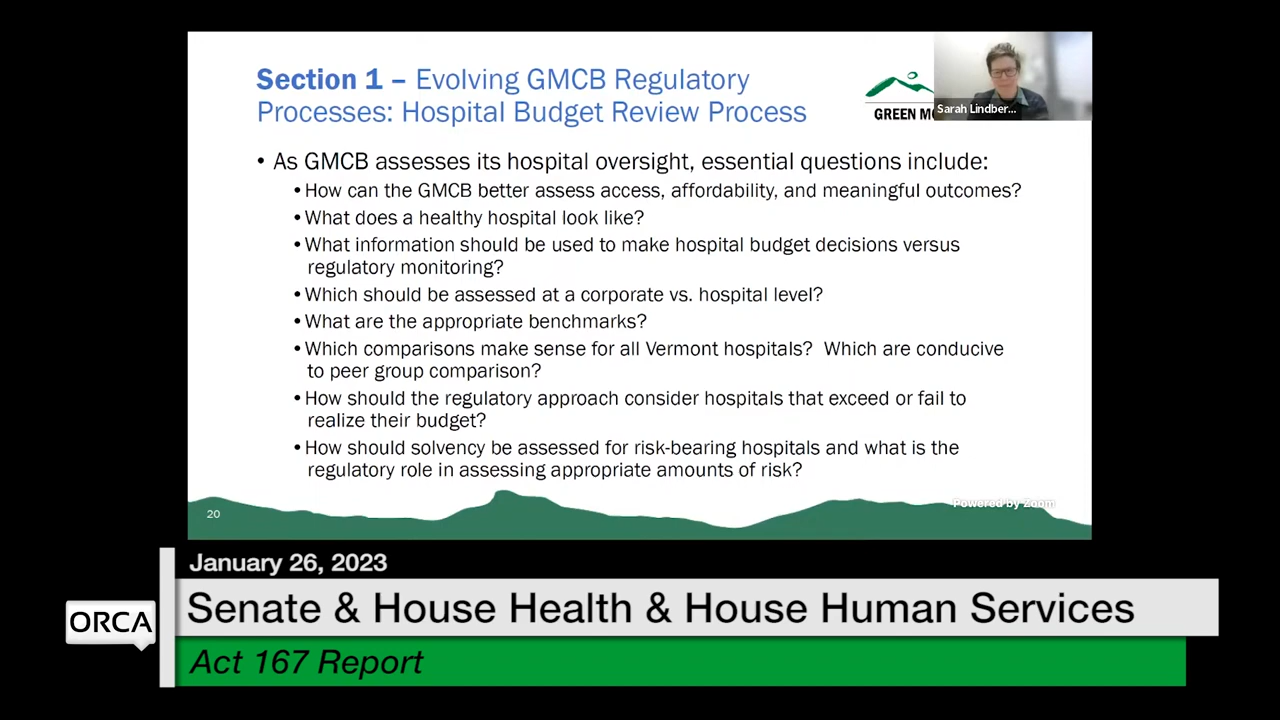 Section 1 – Evolving GMCB Regulatory
Processes: Hospital Budget Review Process
GREEN MO
Sarah Lindber...
• As GMCB assesses its hospital oversight, essential questions include:
• How can the GMCB better assess access, affordability, and meaningful outcomes?
• What does a healthy hospital look like?
• What information should be used to make hospital budget decisions versus
regulatory monitoring?
• Which should be assessed at a corporate vs. hospital level?
• What are the appropriate benchmarks?
• Which comparisons make sense for all Vermont hospitals?  Which are conducive
to peer group comparison?
• How should the regulatory approach consider hospitals that exceed or fail to
realize their budget?
• How should solvency be assessed for risk-bearing hospitals and what is the
regulatory role in assessing appropriate amounts of risk?
Powered by Zoom
20
January 26, 2023
Senate & House Health & House Human Services
ORCA
Act 167 Report